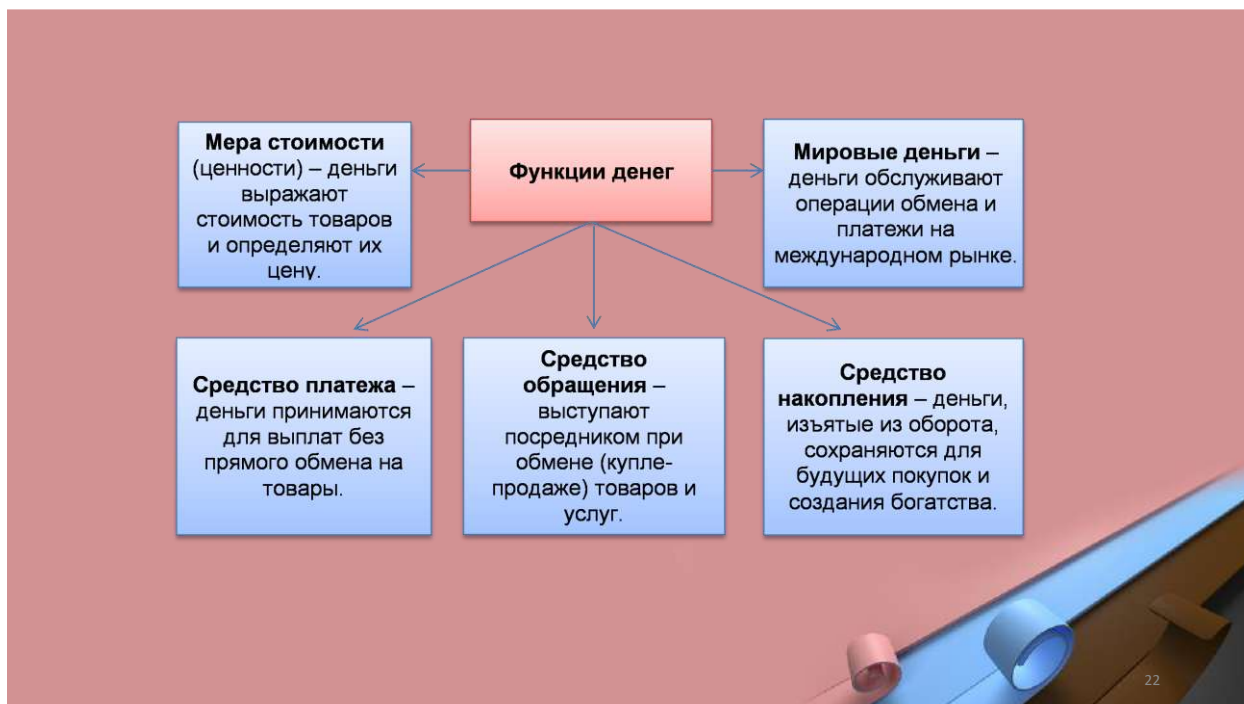 Мера стоимости
(ценности) – деньги
выражают
стоимость товаров
и определяют их
цену.
Функции денег
Мировые деньги –
деньги обслуживают
операции обмена и
платежи на
международном рынке.
Средство платежа –
деньги принимаются
для выплат без
прямого обмена на
товары.
Средство
обращения –
выступают
посредником при
обмене (купле-
продаже) товаров и
услуг.
Средство
накопления – деньги,
изъятые из оборота,
сохраняются для
будущих покупок и
создания богатства.
22